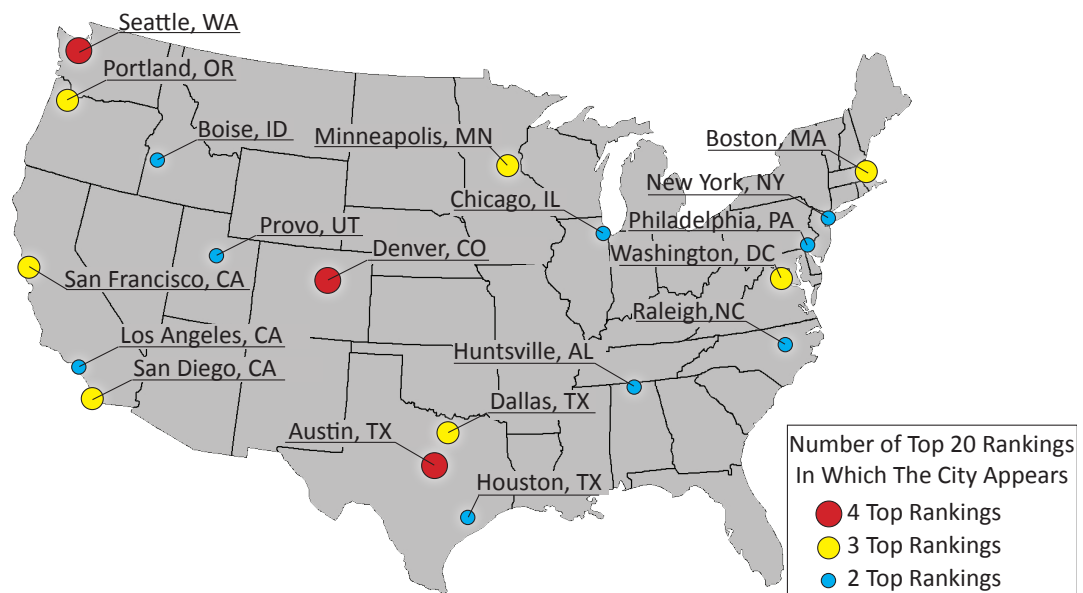 Seattle, WA
Portland, OR
Boise, ID
Minneapolis, MN
Boston, MA
New York, NY
Chicago, IL
Philadelphia, PA
Provo, UT
Denver, CO
Washington, DC
San Francisco, CA
Raleigh,NC
Los Angeles, CA
Huntsville, AL
San Diego, CA
Dallas, TX
Austin, TX
Houston, TX
Number of Top 20 Rankings
In Which The City Appears
4 Top Rankings
3 Top Rankings
2 Top Rankings